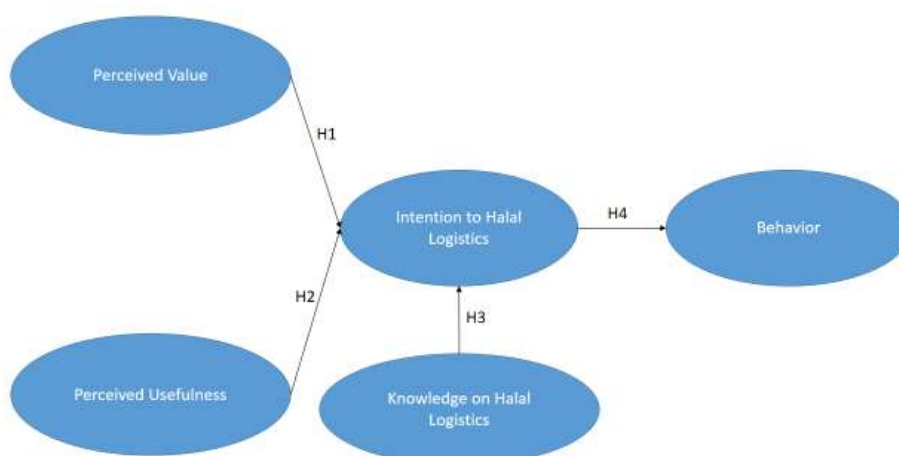 Perceived Value
H1
Intention to Halal
Logistics
H4
Behavior
H2
H3
Perceived Usefulness
Knowledge on Halal
Logistics